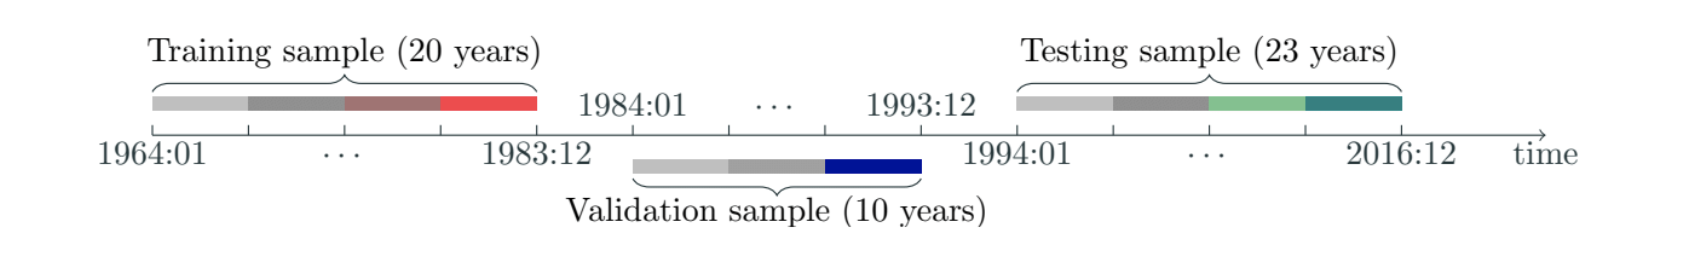 Training sample (20 years)
Testing sample (23 years)
1984:01 ··· 1993:12
1964:01 ··· 1983:12
1994:01 ··· 2016:12 time
Validation sample (10 years)